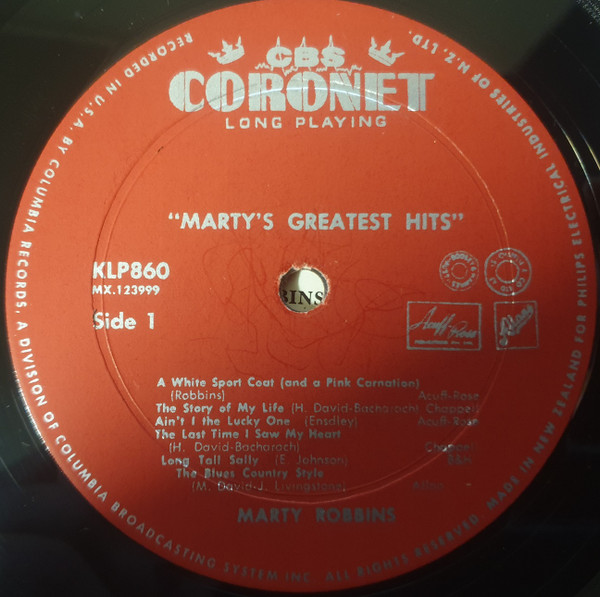 CBS
CORONET
LONG PLAYING
"MARTY'S GREATEST HITS"
KLP860
MX.123999
Side 1
BINS
Acuff-Rose
A White Sport Coat (and a Pink Carnation)
(Robbins) Acuff-Rose
The Story of My Life (H. David-Bacharach) Chappell
Ain't I the Lucky One (Ensdley) Acuff-Rose
The Last Time I Saw My Heart
(H. David-Bacharach) Chappell
Long Tall Sally (E. Johnson)
The Blues Country Style
(M. David-J. Livingstone)
MARTY ROBBINS
RECORDED IN U.S.A. BY COLUMBIA RECORDS, A DIVISION OF COLUMBIA BROADCASTING SYSTEM INC. ALL RIGHTS RESERVED. MADE IN NEW ZEALAND FOR PHILIPS ELECTRICAL INDUSTRIES OF N.Z. LTD.